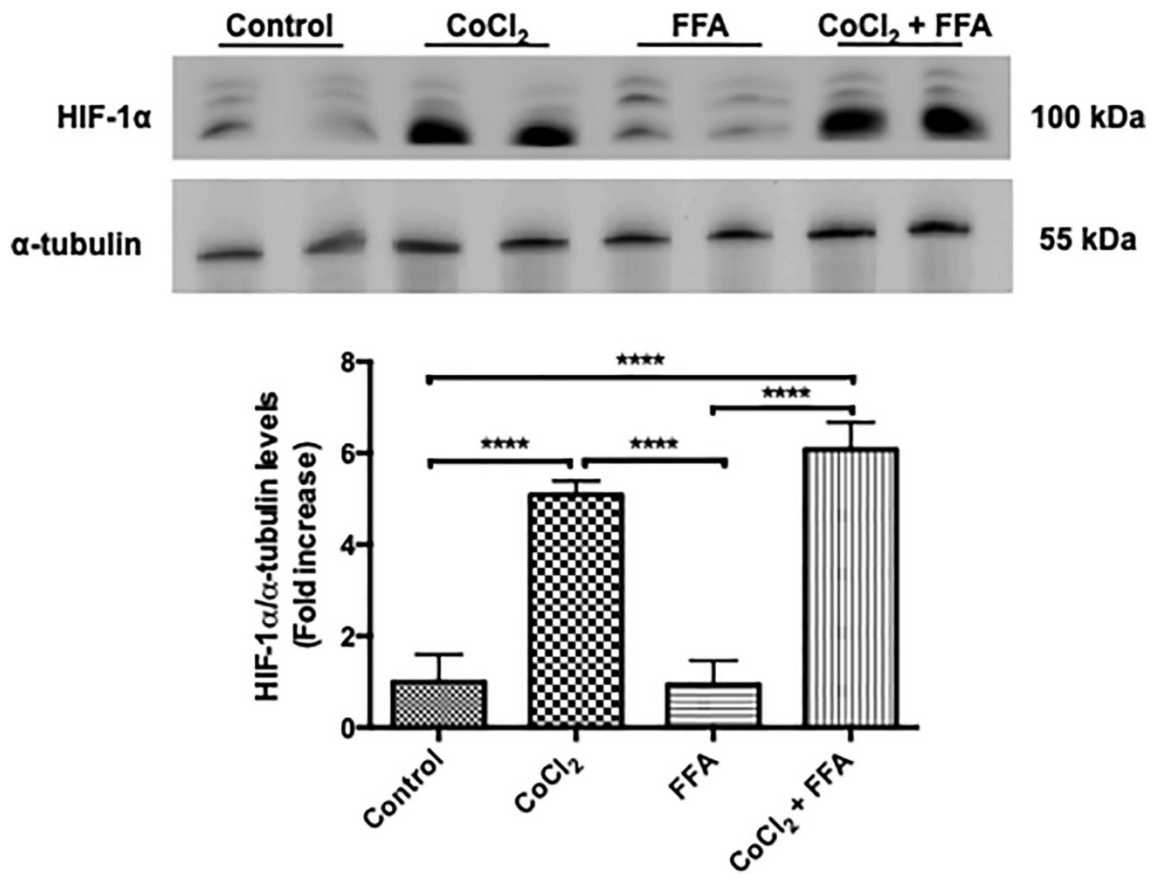 Control CoCl₂ FFA CoCl₂ + FFA
HIF-1α 100 kDa
α-tubulin 55 kDa
8
6
4
2
0
HIF-1α/α-tubulin levels
(Fold increase)
****
****
**** ****
Control CoCl₂ FFA CoCl₂ + FFA